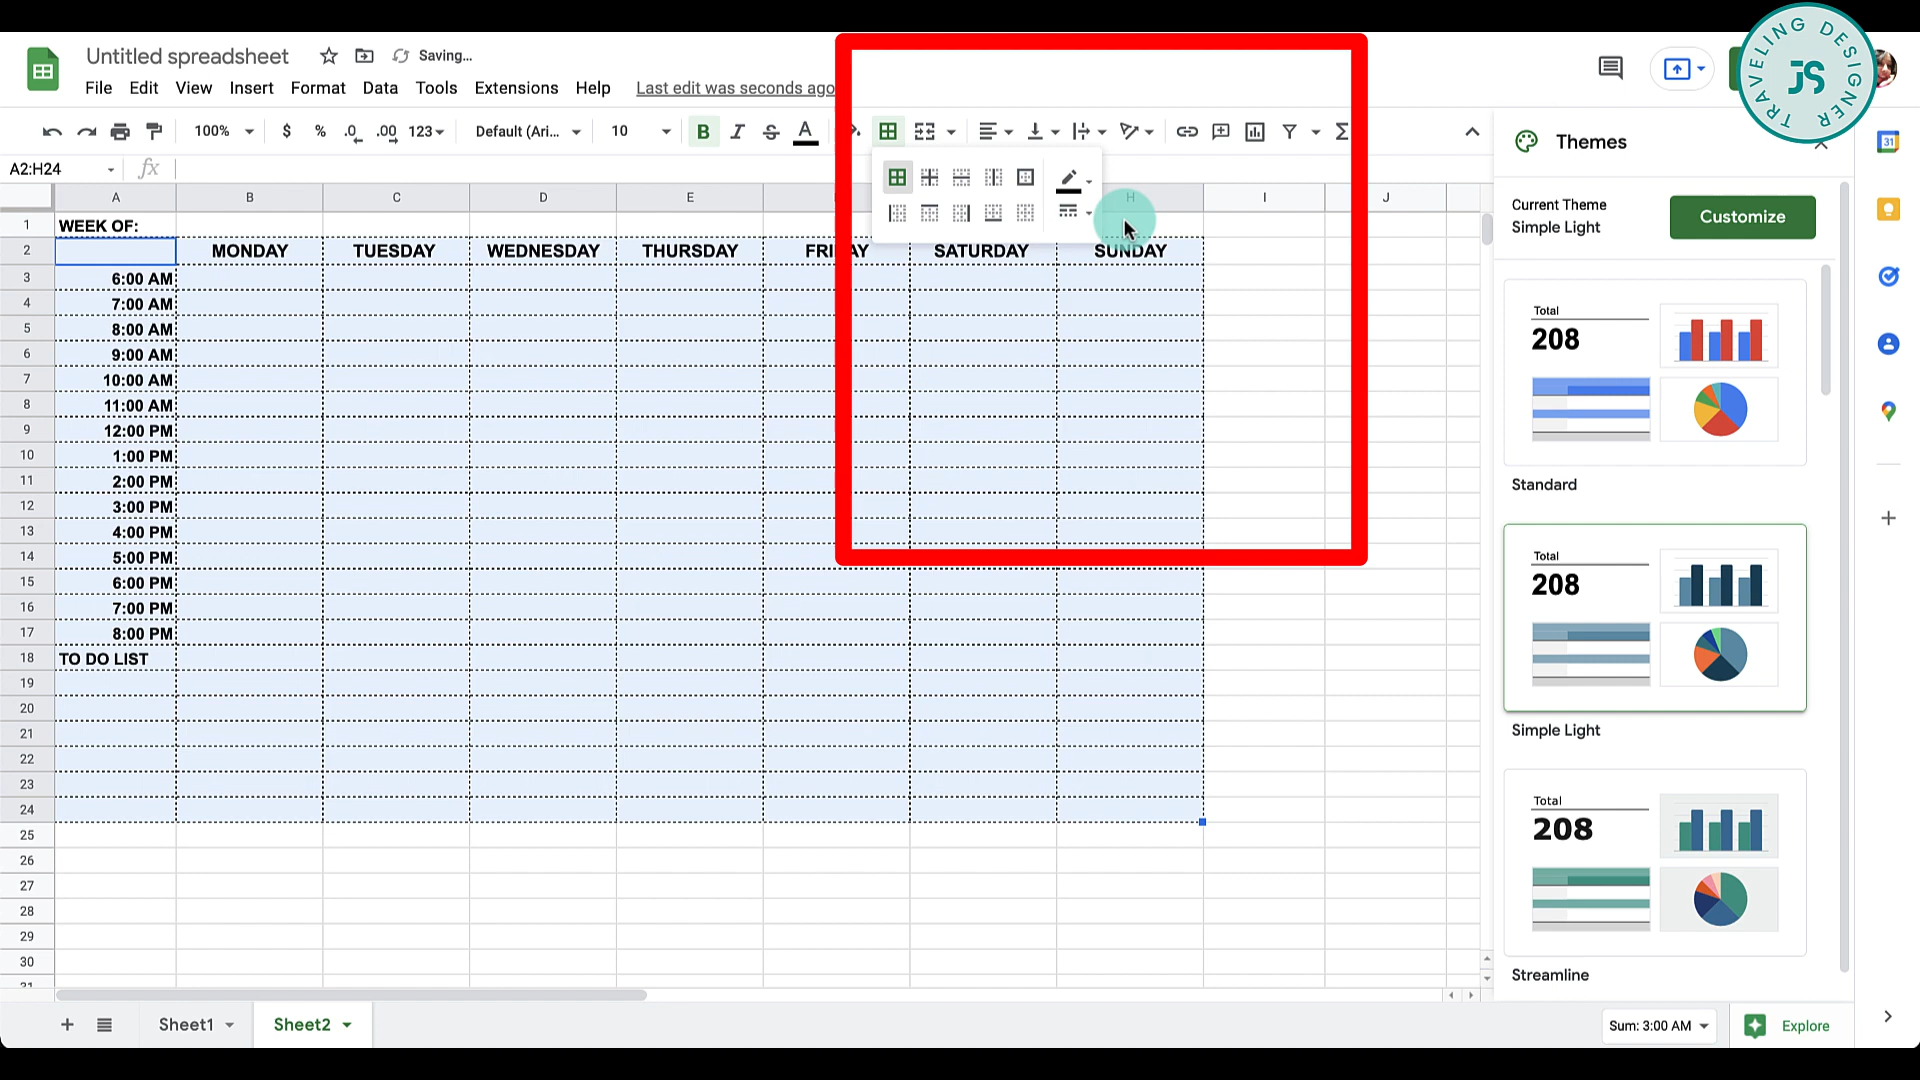 Untitled spreadsheet
Saving...
File Edit View Insert Format Data Tools Extensions Help Last edit was seconds ago
TRAVELING DESIGNER
JS
100% $ % .0 .00 123 Default (Ari... 10 B I S A Σ
31
A2:H24 fx
A B C D E H I J
1 WEEK OF:
2 MONDAY TUESDAY WEDNESDAY THURSDAY FRIDAY SATURDAY SUNDAY
3 6:00 AM
4 7:00 AM
5 8:00 AM
6 9:00 AM
7 10:00 AM
8 11:00 AM
9 12:00 PM
10 1:00 PM
11 2:00 PM
12 3:00 PM
13 4:00 PM
14 5:00 PM
15 6:00 PM
16 7:00 PM
17 8:00 PM
18 TO DO LIST
19
20
21
22
23
24
25
26
27
28
29
30
31
Themes
Current Theme
Simple Light
Customize
Total
208
Standard
Total
208
Simple Light
Total
208
Streamline
Sheet1 Sheet2
Sum: 3:00 AM
Explore